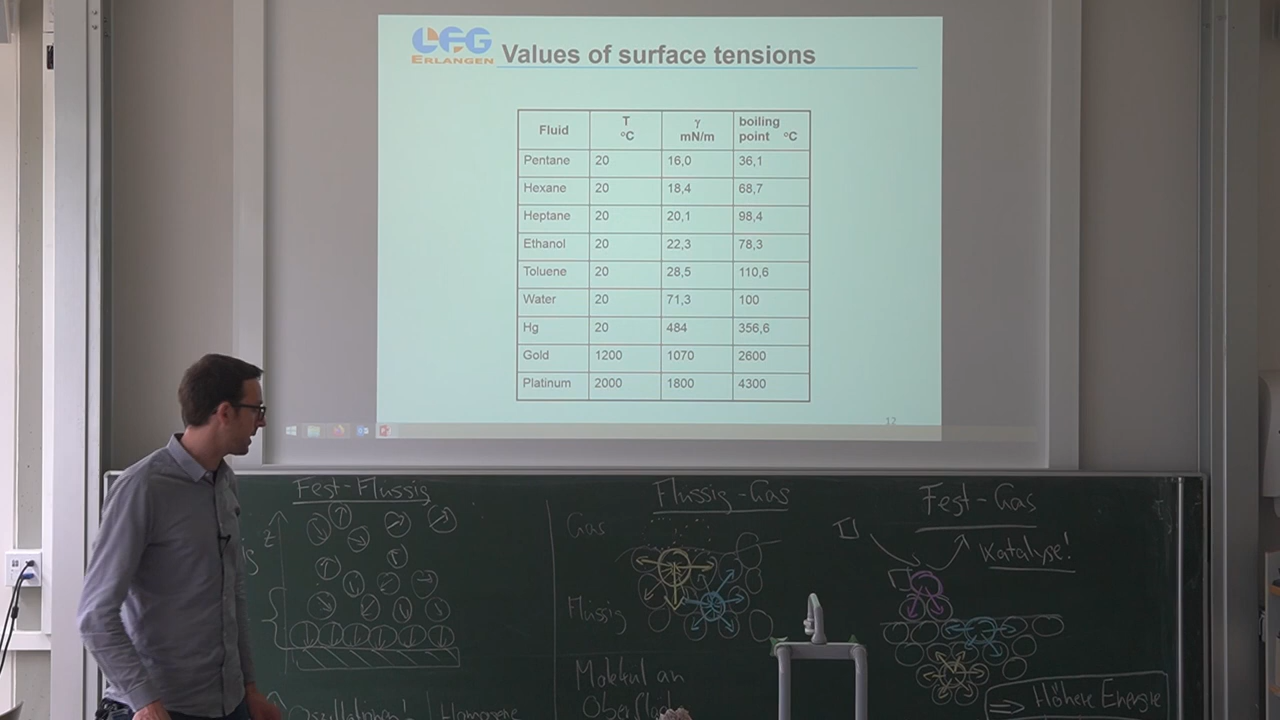 LFG
ERLANGEN
Values of surface tensions
Fluid T °C γ mN/m boiling point °C
Pentane 20 16,0 36,1
Hexane 20 18,4 68,7
Heptane 20 20,1 98,4
Ethanol 20 22,3 78,3
Toluene 20 28,5 110,6
Water 20 71,3 100
Hg 20 484 356,6
Gold 1200 1070 2600
Platinum 2000 1800 4300
12
Fest-Flüssig
z
Flüssig-Gas
Gas
Flüssig
Molekül an
Oberfläche
Fest-Gas
Katalyse!
⇒ Höhere Energie
Homogene